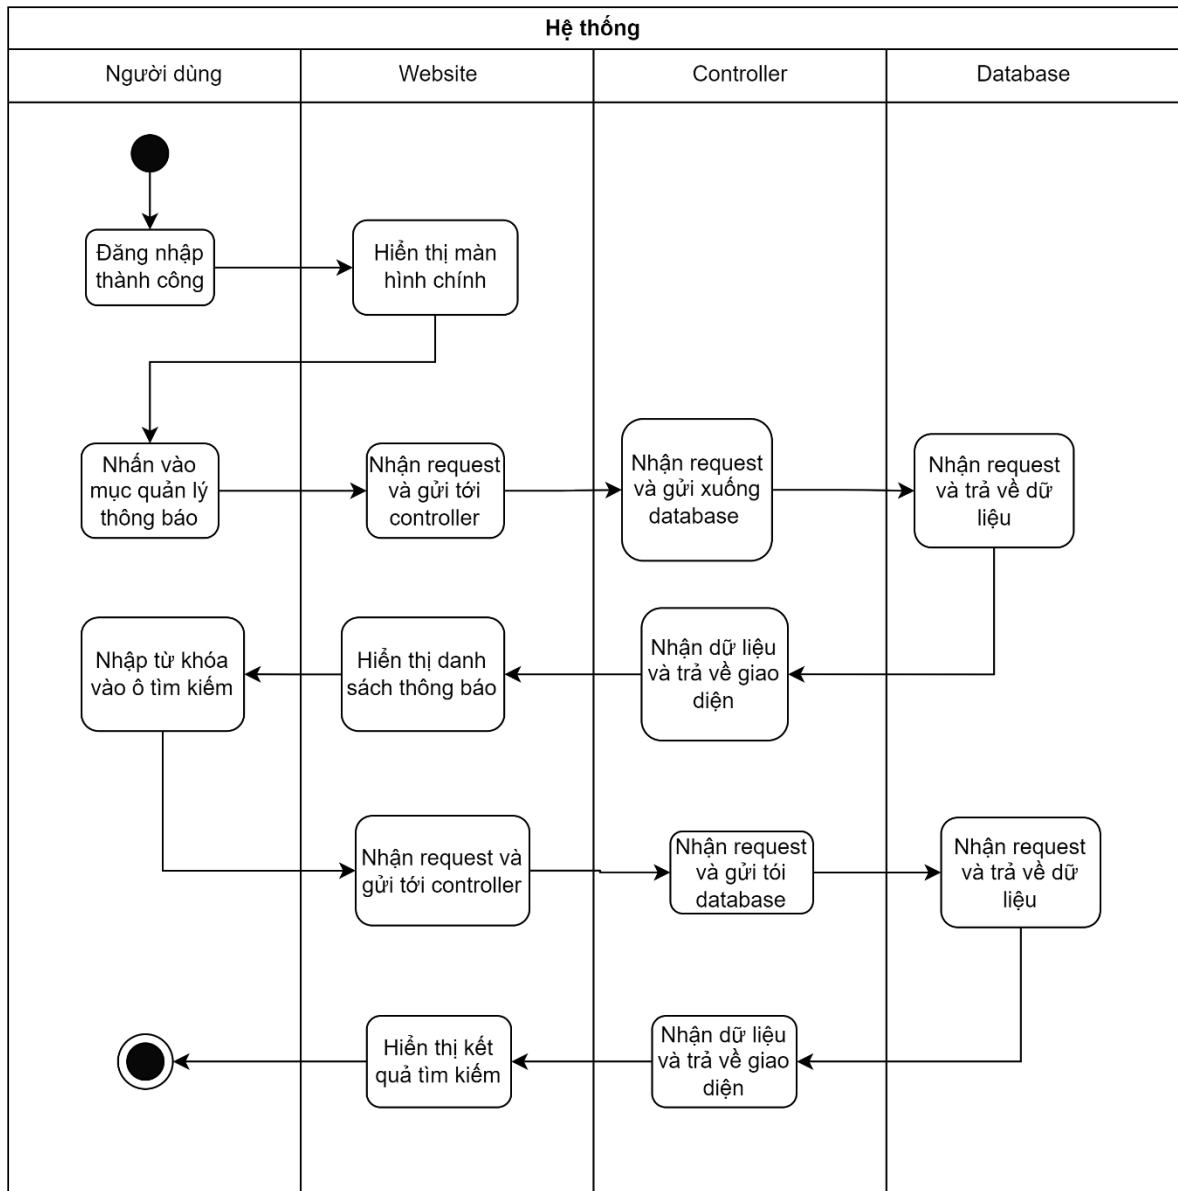 Hệ thống
Người dùng
Website
Controller
Database
Đăng nhập
thành công
Hiển thị màn
hình chính
Nhấn vào
mục quản lý
thông báo
Nhận request
và gửi tới
controller
Nhận request
và gửi xuống
database
Nhận request
và trả về dữ
liệu
Nhập từ khóa
vào ô tìm kiếm
Hiển thị danh
sách thông báo
Nhận dữ liệu
và trả về giao
diện
Nhận request và
gửi tới controller
Nhận request
và gửi tói
database
Nhận request
và trả về dữ
liệu
Hiển thị kết
quả tìm kiếm
Nhận dữ liệu
và trả về giao
diện